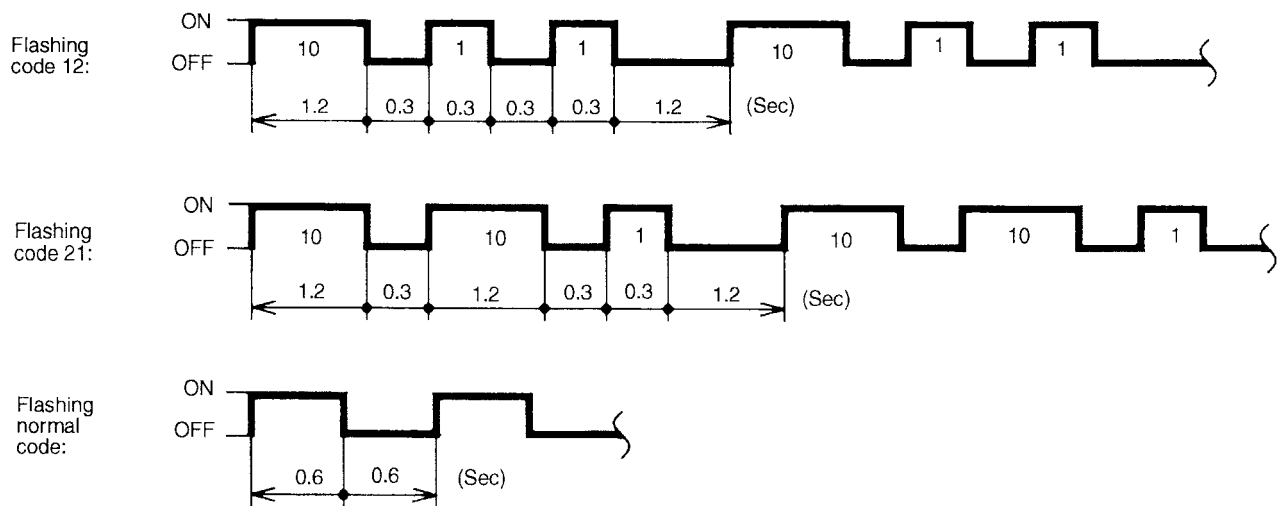 Flashing code 12:
ON
OFF
10 1 1 10 1 1
1.2 0.3 0.3 0.3 0.3 1.2 (Sec)
Flashing code 21:
ON
OFF
10 10 1 10 10 1
1.2 0.3 1.2 0.3 0.3 1.2 (Sec)
Flashing normal code:
ON
OFF
0.6 0.6 (Sec)